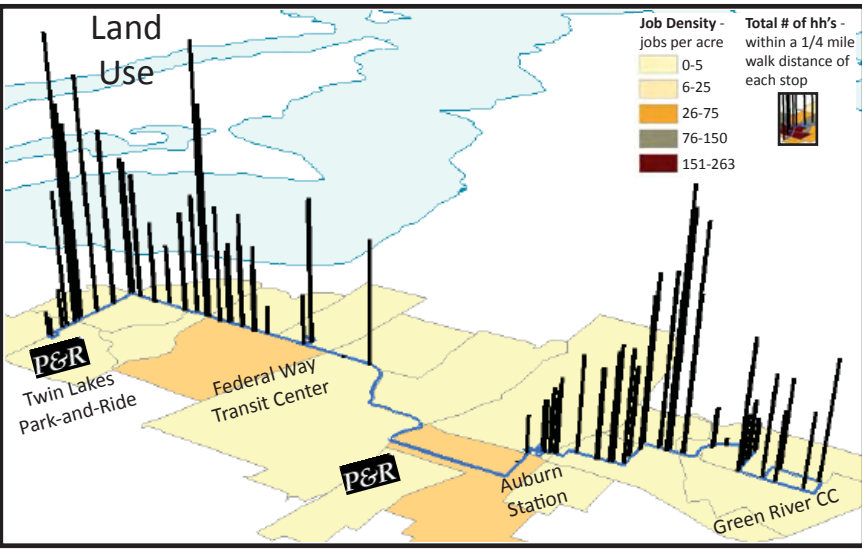 Land
Use
Job Density -
jobs per acre
0-5
6-25
26-75
76-150
151-263
Total # of hh's -
within a 1/4 mile
walk distance of
each stop
P&R
Twin Lakes
Park-and-Ride
Federal Way
Transit Center
P&R
Auburn
Station
Green River CC